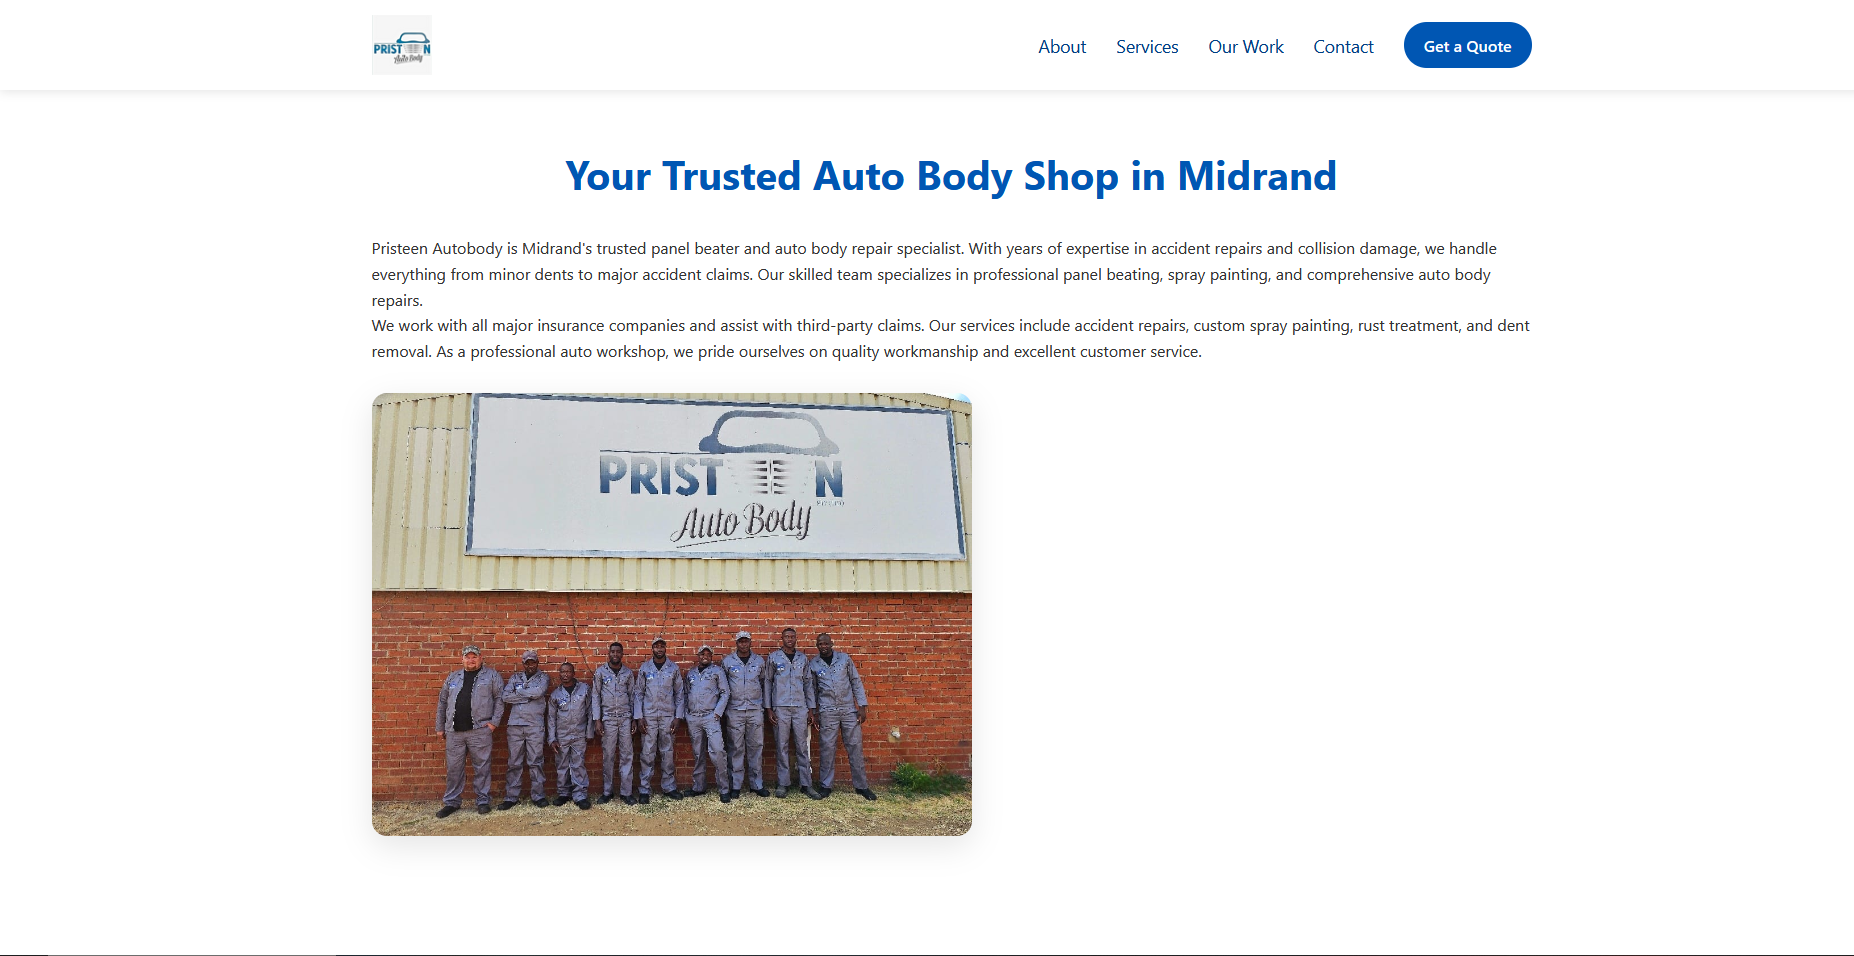 PRIST N
Auto Body
About
Services
Our Work
Contact
Get a Quote
Your Trusted Auto Body Shop in Midrand
Pristeen Autobody is Midrand's trusted panel beater and auto body repair specialist. With years of expertise in accident repairs and collision damage, we handle
everything from minor dents to major accident claims. Our skilled team specializes in professional panel beating, spray painting, and comprehensive auto body
repairs.
We work with all major insurance companies and assist with third-party claims. Our services include accident repairs, custom spray painting, rust treatment, and dent
removal. As a professional auto workshop, we pride ourselves on quality workmanship and excellent customer service.
PRIST N
Auto Body